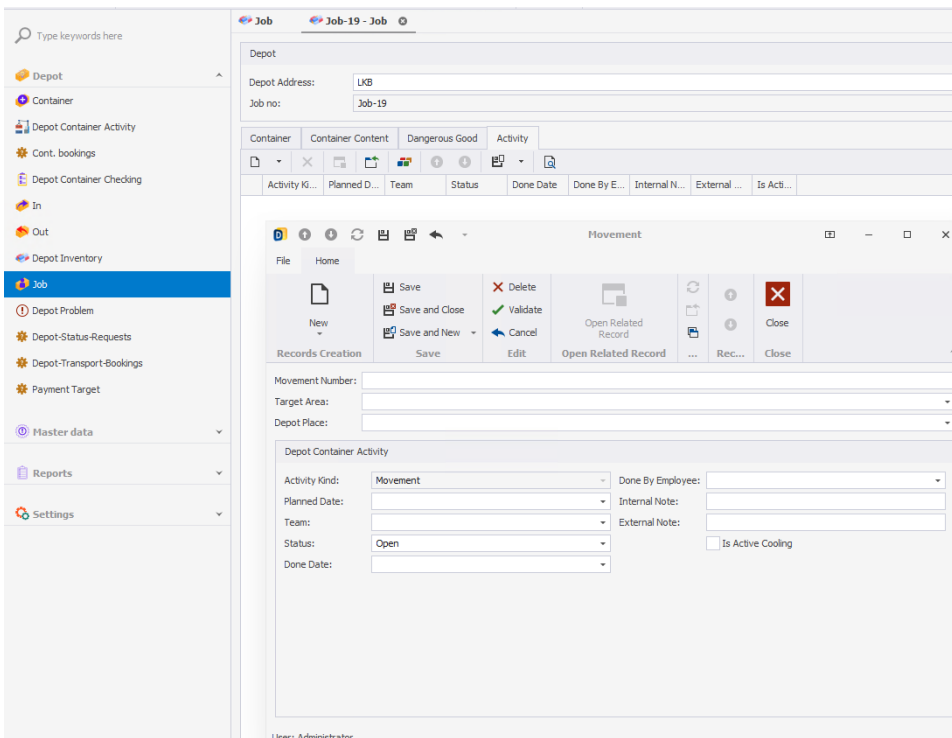 Type keywords here
Depot
Container
Depot Container Activity
Cont. bookings
Depot Container Checking
In
Out
Depot Inventory
Job
Depot Problem
Depot-Status-Requests
Depot-Transport-Bookings
Payment Target
Master data
Reports
Settings
Job Job-19 - Job
Depot
Depot Address: LKB
Job no: Job-19
Container Container Content Dangerous Good Activity
Activity Ki... Planned D... Team Status Done Date Done By E... Internal N... External ... Is Acti...
Movement
File Home
New
Records Creation
Save
Save and Close
Save and New
Save
Delete
Validate
Cancel
Edit
Open Related
Record
Open Related Record
...
Rec...
Close
Close
Movement Number:
Target Area:
Depot Place:
Depot Container Activity
Activity Kind: Movement Done By Employee:
Planned Date: Internal Note:
Team: External Note:
Status: Open Is Active Cooling
Done Date:
User: Administrator